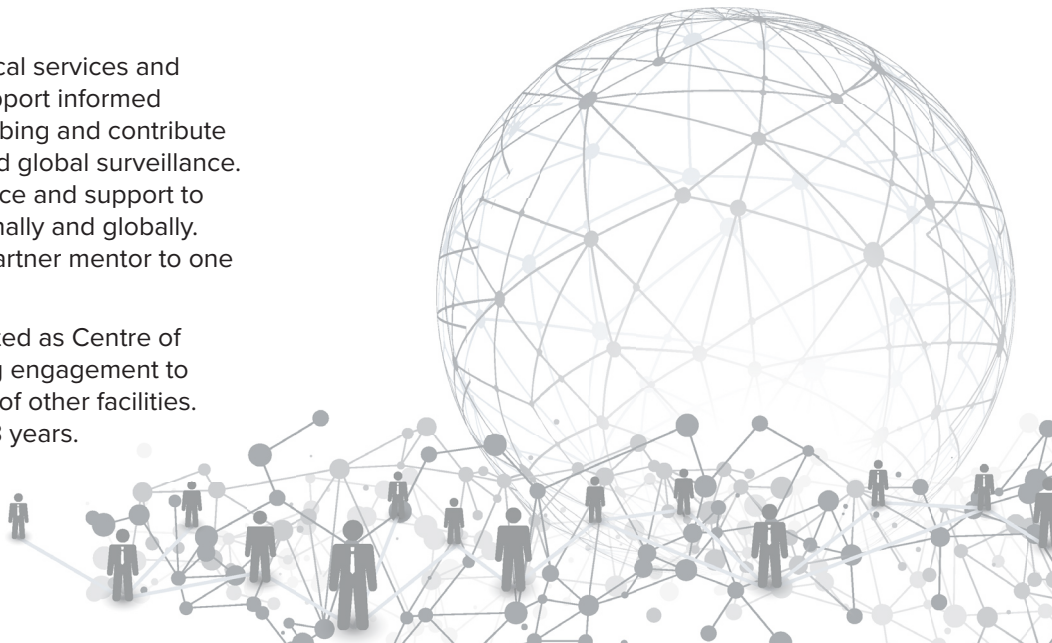 cal services and
pport informed
bing and contribute
d global surveillance.
ce and support to
nally and globally.
artner mentor to one
ted as Centre of
g engagement to
of other facilities.
3 years.